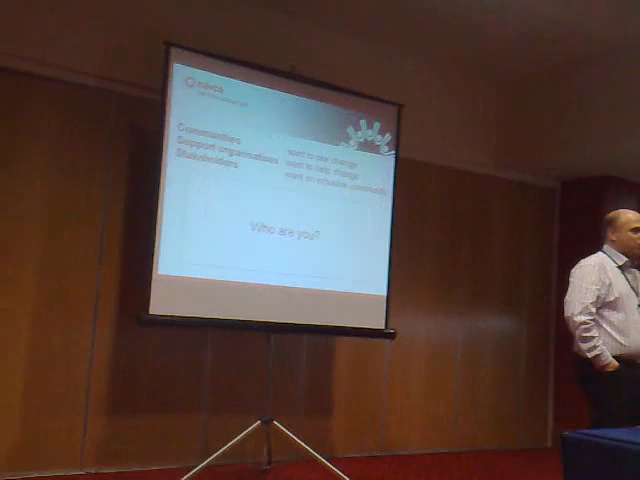 navca
Communities want to see change
Support organisations want to help change
Stakeholders want an inclusive community
Who are you?